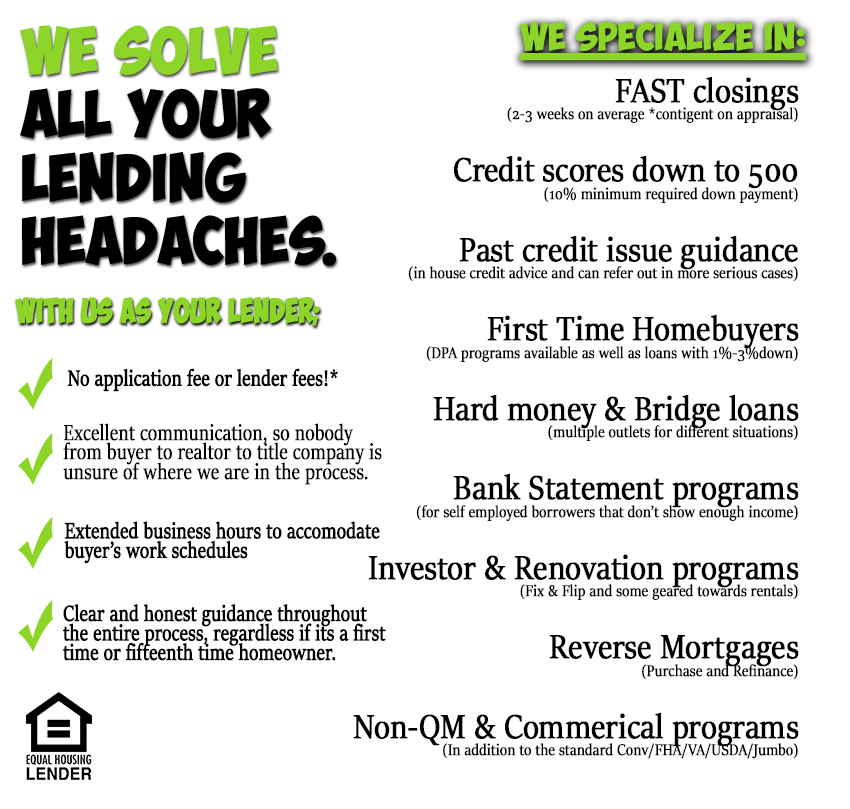 WE SOLVE
ALL YOUR
LENDING
HEADACHES.
WITH US AS YOUR LENDER;
No application fee or lender fees!*
Excellent communication, so nobody
from buyer to realtor to title company is
unsure of where we are in the process.
Extended business hours to accomodate
buyer's work schedules
Clear and honest guidance throughout
the entire process, regardless if its a first
time or fifteenth time homeowner.
EQUAL HOUSING
LENDER
WE SPECIALIZE IN:
FAST closings
(2-3 weeks on average *contigent on appraisal)
Credit scores down to 500
(10% minimum required down payment)
Past credit issue guidance
(in house credit advice and can refer out in more serious cases)
First Time Homebuyers
(DPA programs available as well as loans with 1%-3%down)
Hard money & Bridge loans
(multiple outlets for different situations)
Bank Statement programs
(for self employed borrowers that don't show enough income)
Investor & Renovation programs
(Fix & Flip and some geared towards rentals)
Reverse Mortgages
(Purchase and Refinance)
Non-QM & Commerical programs
(In addition to the standard Conv/FHA/VA/USDA/Jumbo)